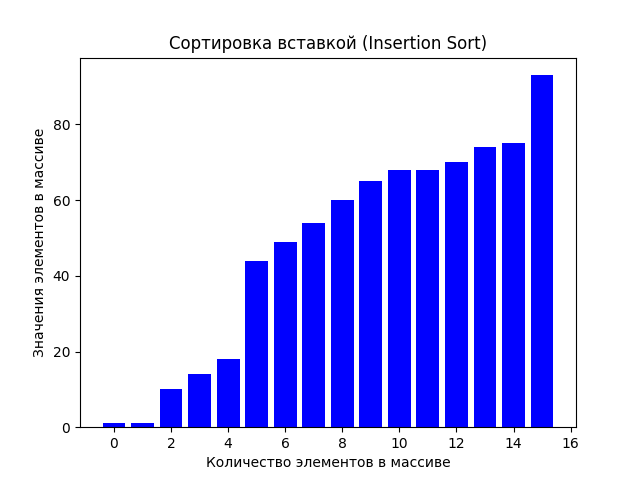 Сортировка вставкой (Insertion Sort)
Значения элементов в массиве
80
60
40
20
0
0 2 4 6 8 10 12 14 16
Количество элементов в массиве